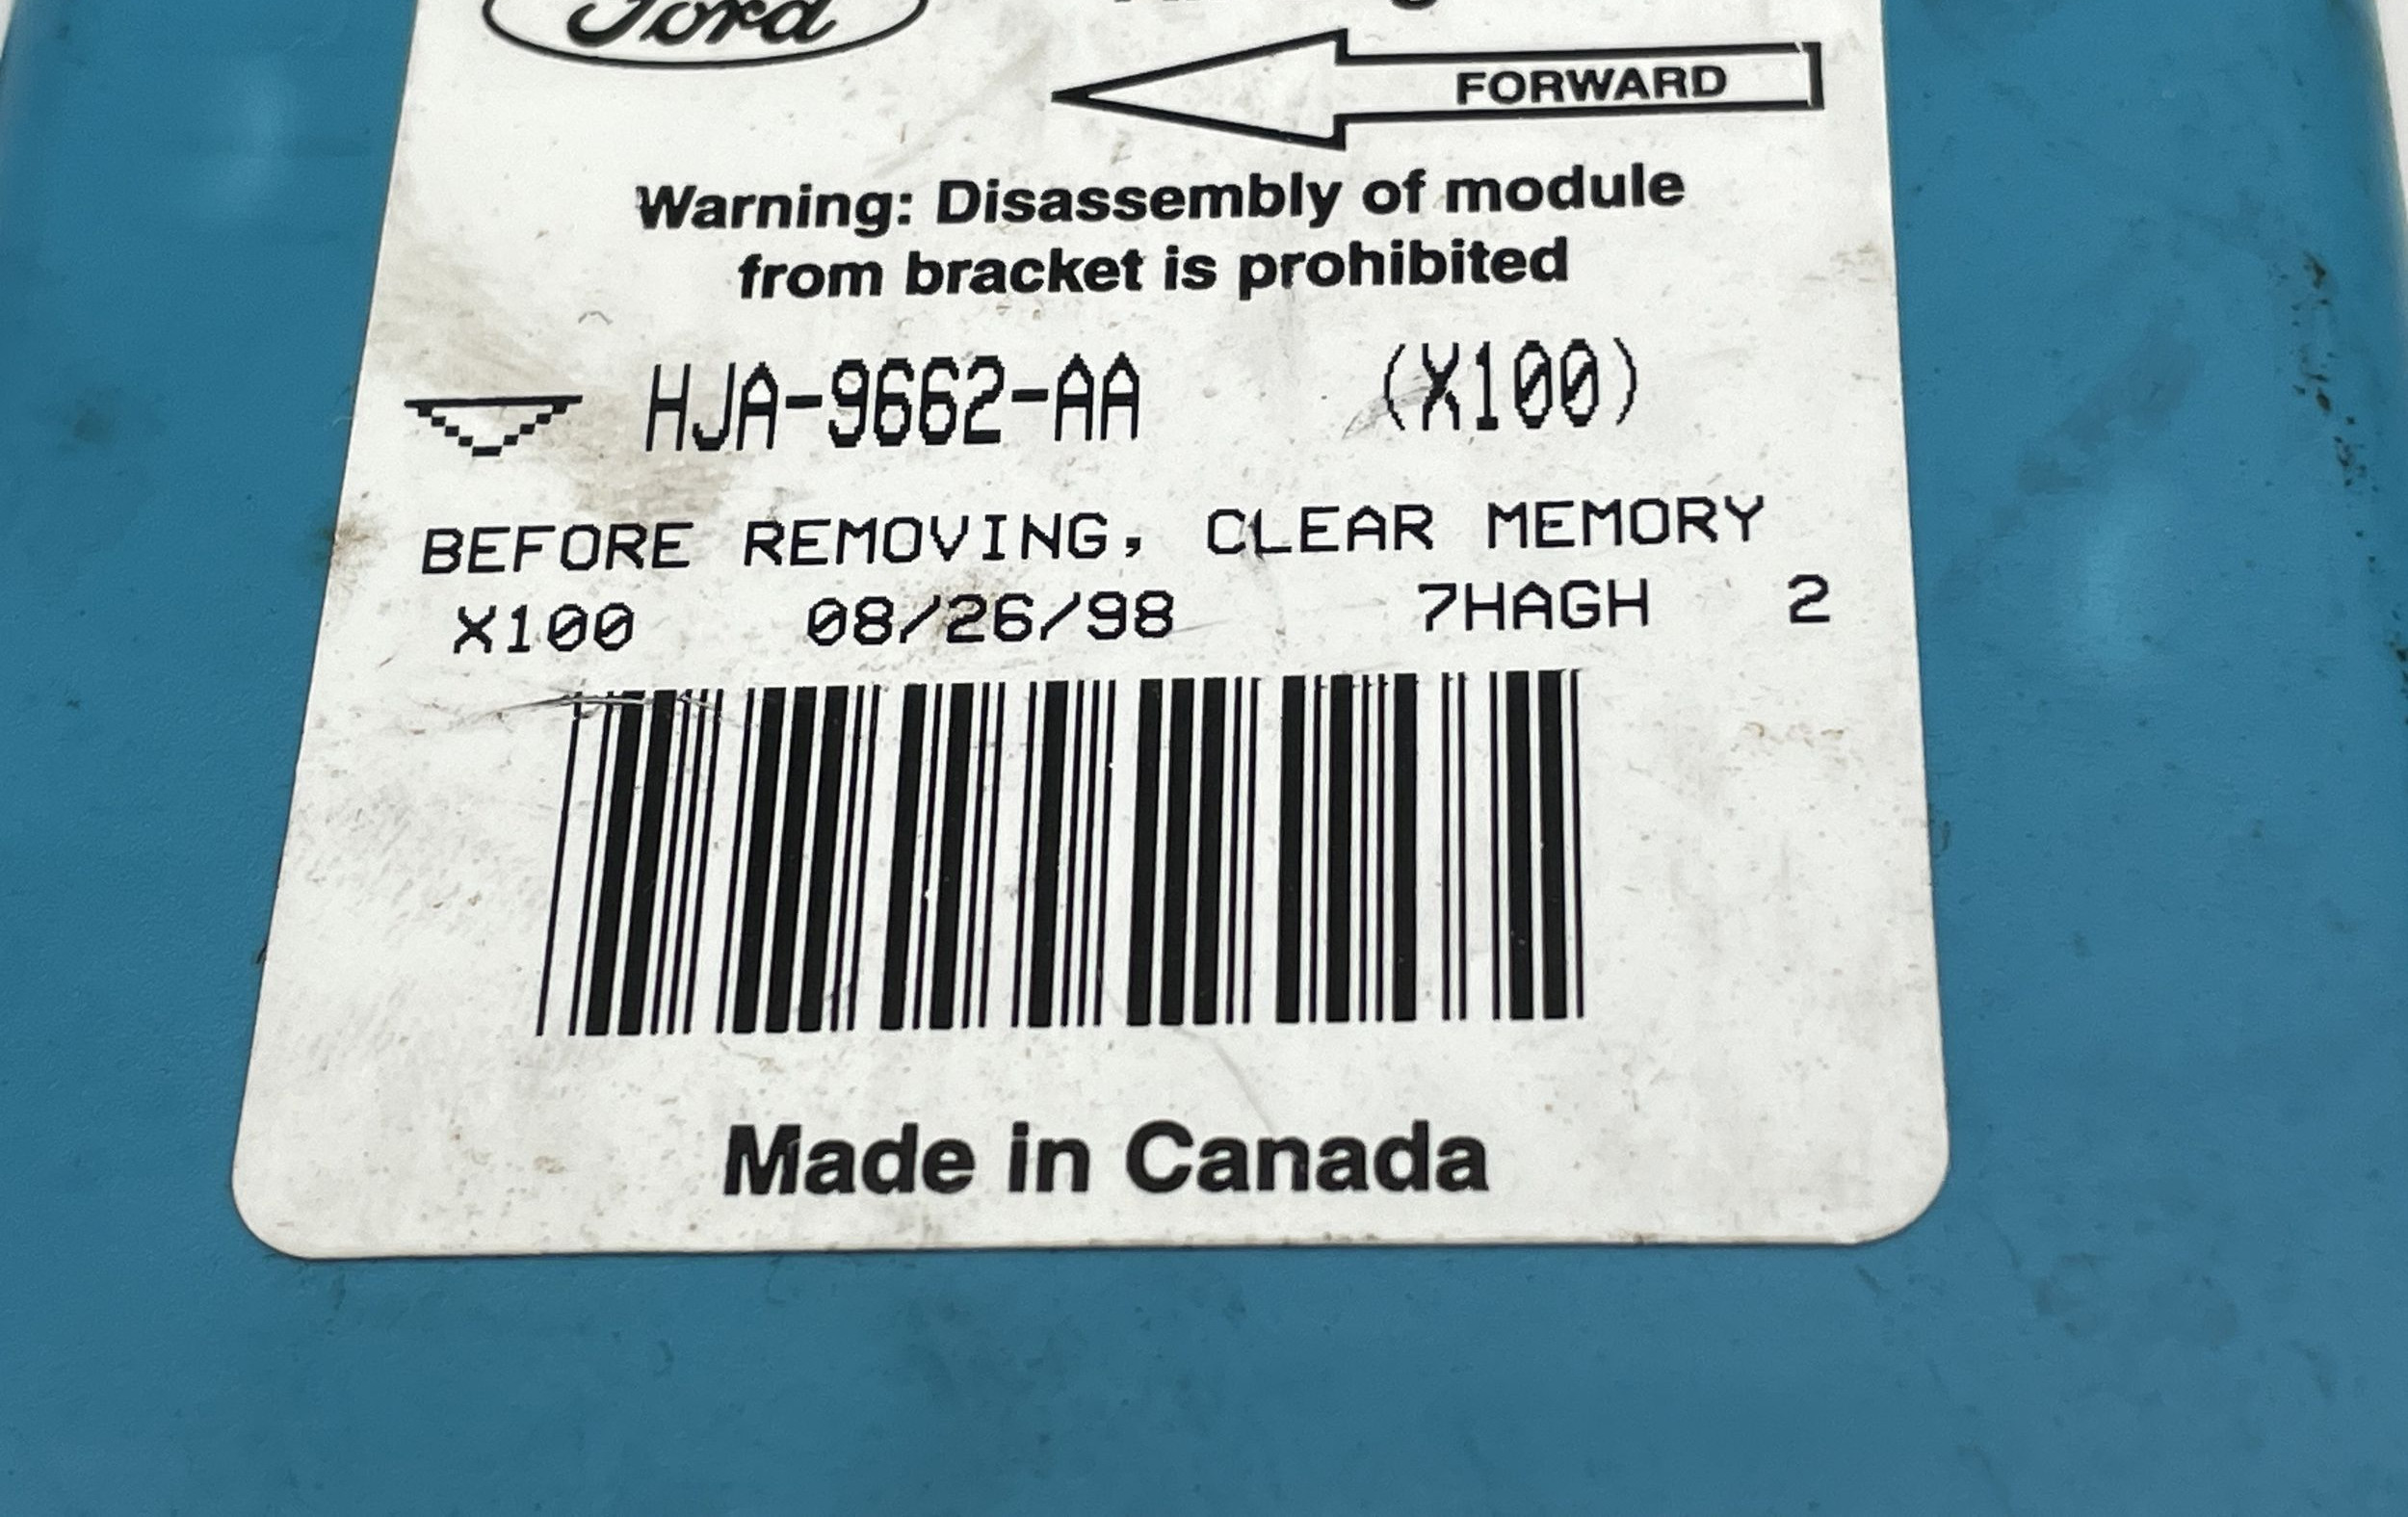 Ford
FORWARD
Warning: Disassembly of module
from bracket is prohibited
HJA-9662-AA (X100)
BEFORE REMOVING, CLEAR MEMORY
X100 08/26/98 7HAGH 2
Made in Canada